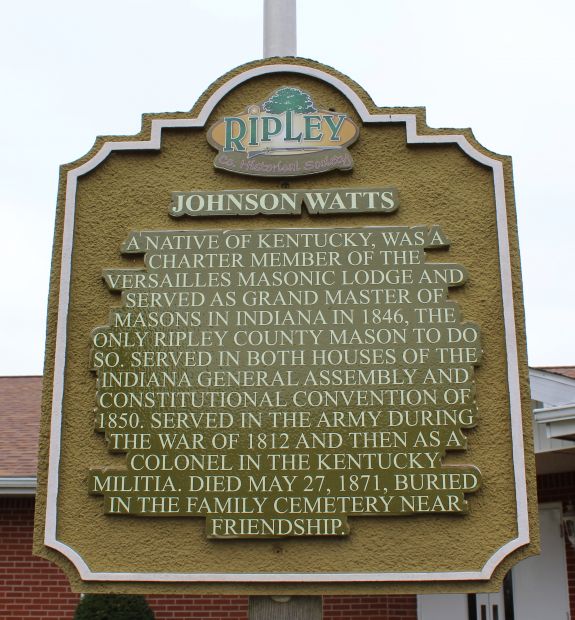 RIPLEY
Co. Historical Society
JOHNSON WATTS
A NATIVE OF KENTUCKY, WAS A
CHARTER MEMBER OF THE
VERSAILLES MASONIC LODGE AND
SERVED AS GRAND MASTER OF
MASONS IN INDIANA IN 1846, THE
ONLY RIPLEY COUNTY MASON TO DO
SO. SERVED IN BOTH HOUSES OF THE
INDIANA GENERAL ASSEMBLY AND
CONSTITUTIONAL CONVENTION OF
1850. SERVED IN THE ARMY DURING
THE WAR OF 1812 AND THEN AS A
COLONEL IN THE KENTUCKY
MILITIA. DIED MAY 27, 1871, BURIED
IN THE FAMILY CEMETERY NEAR
FRIENDSHIP.